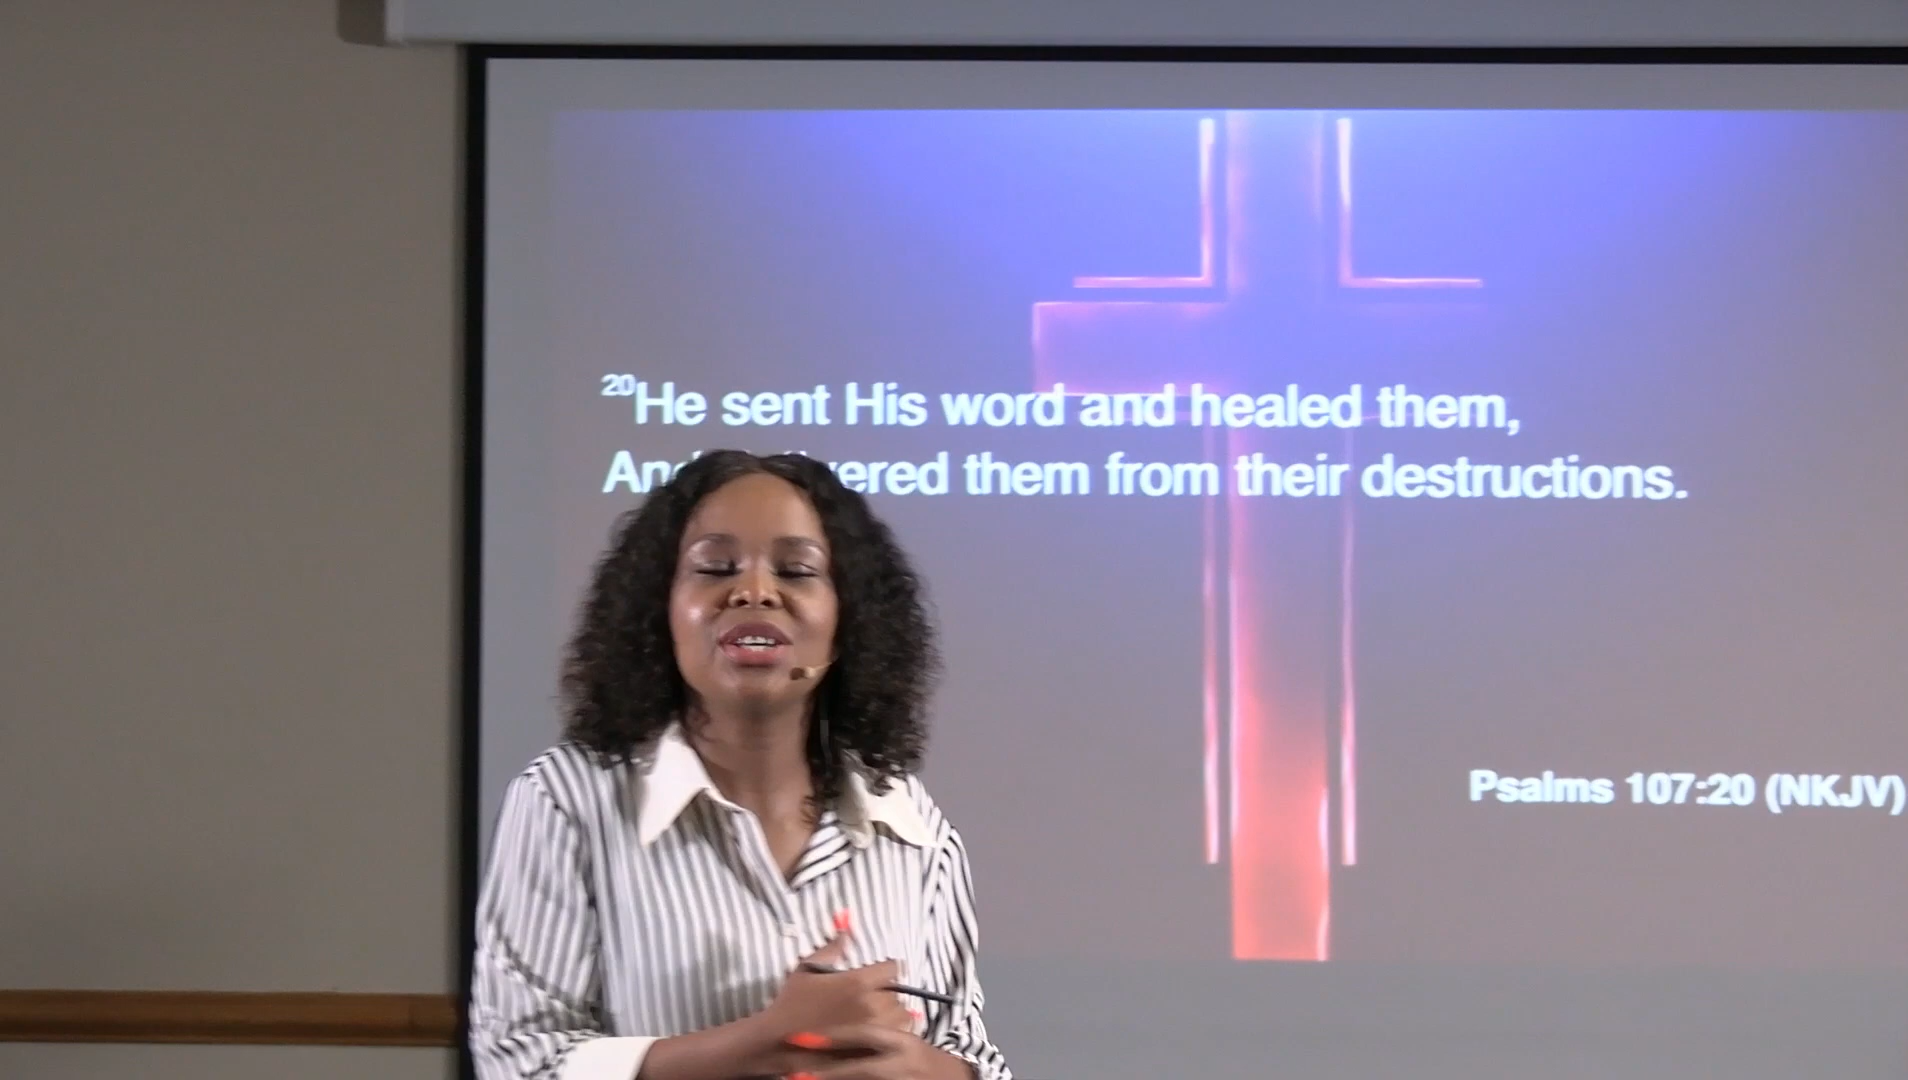 20He sent His word and healed them,
them from their destructions.
Psalms 107:20 (NKJV)